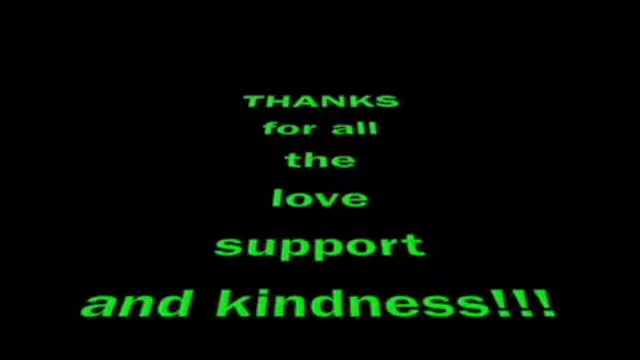 THANKS
for all
the
love
support
and kindness!!!